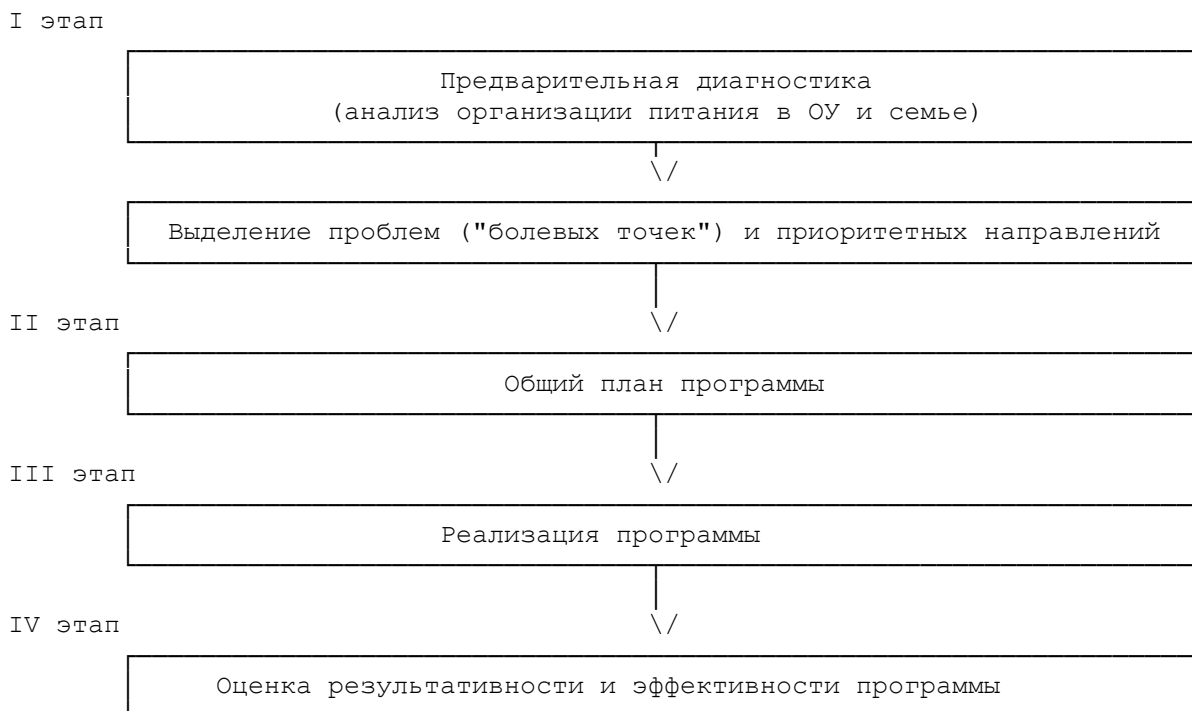 I этап
Предварительная диагностика
(анализ организации питания в ОУ и семье)
\/
Выделение проблем ("болевых точек") и приоритетных направлений
II этап
\/
Общий план программы
III этап
\/
Реализация программы
IV этап
\/
Оценка результативности и эффективности программы